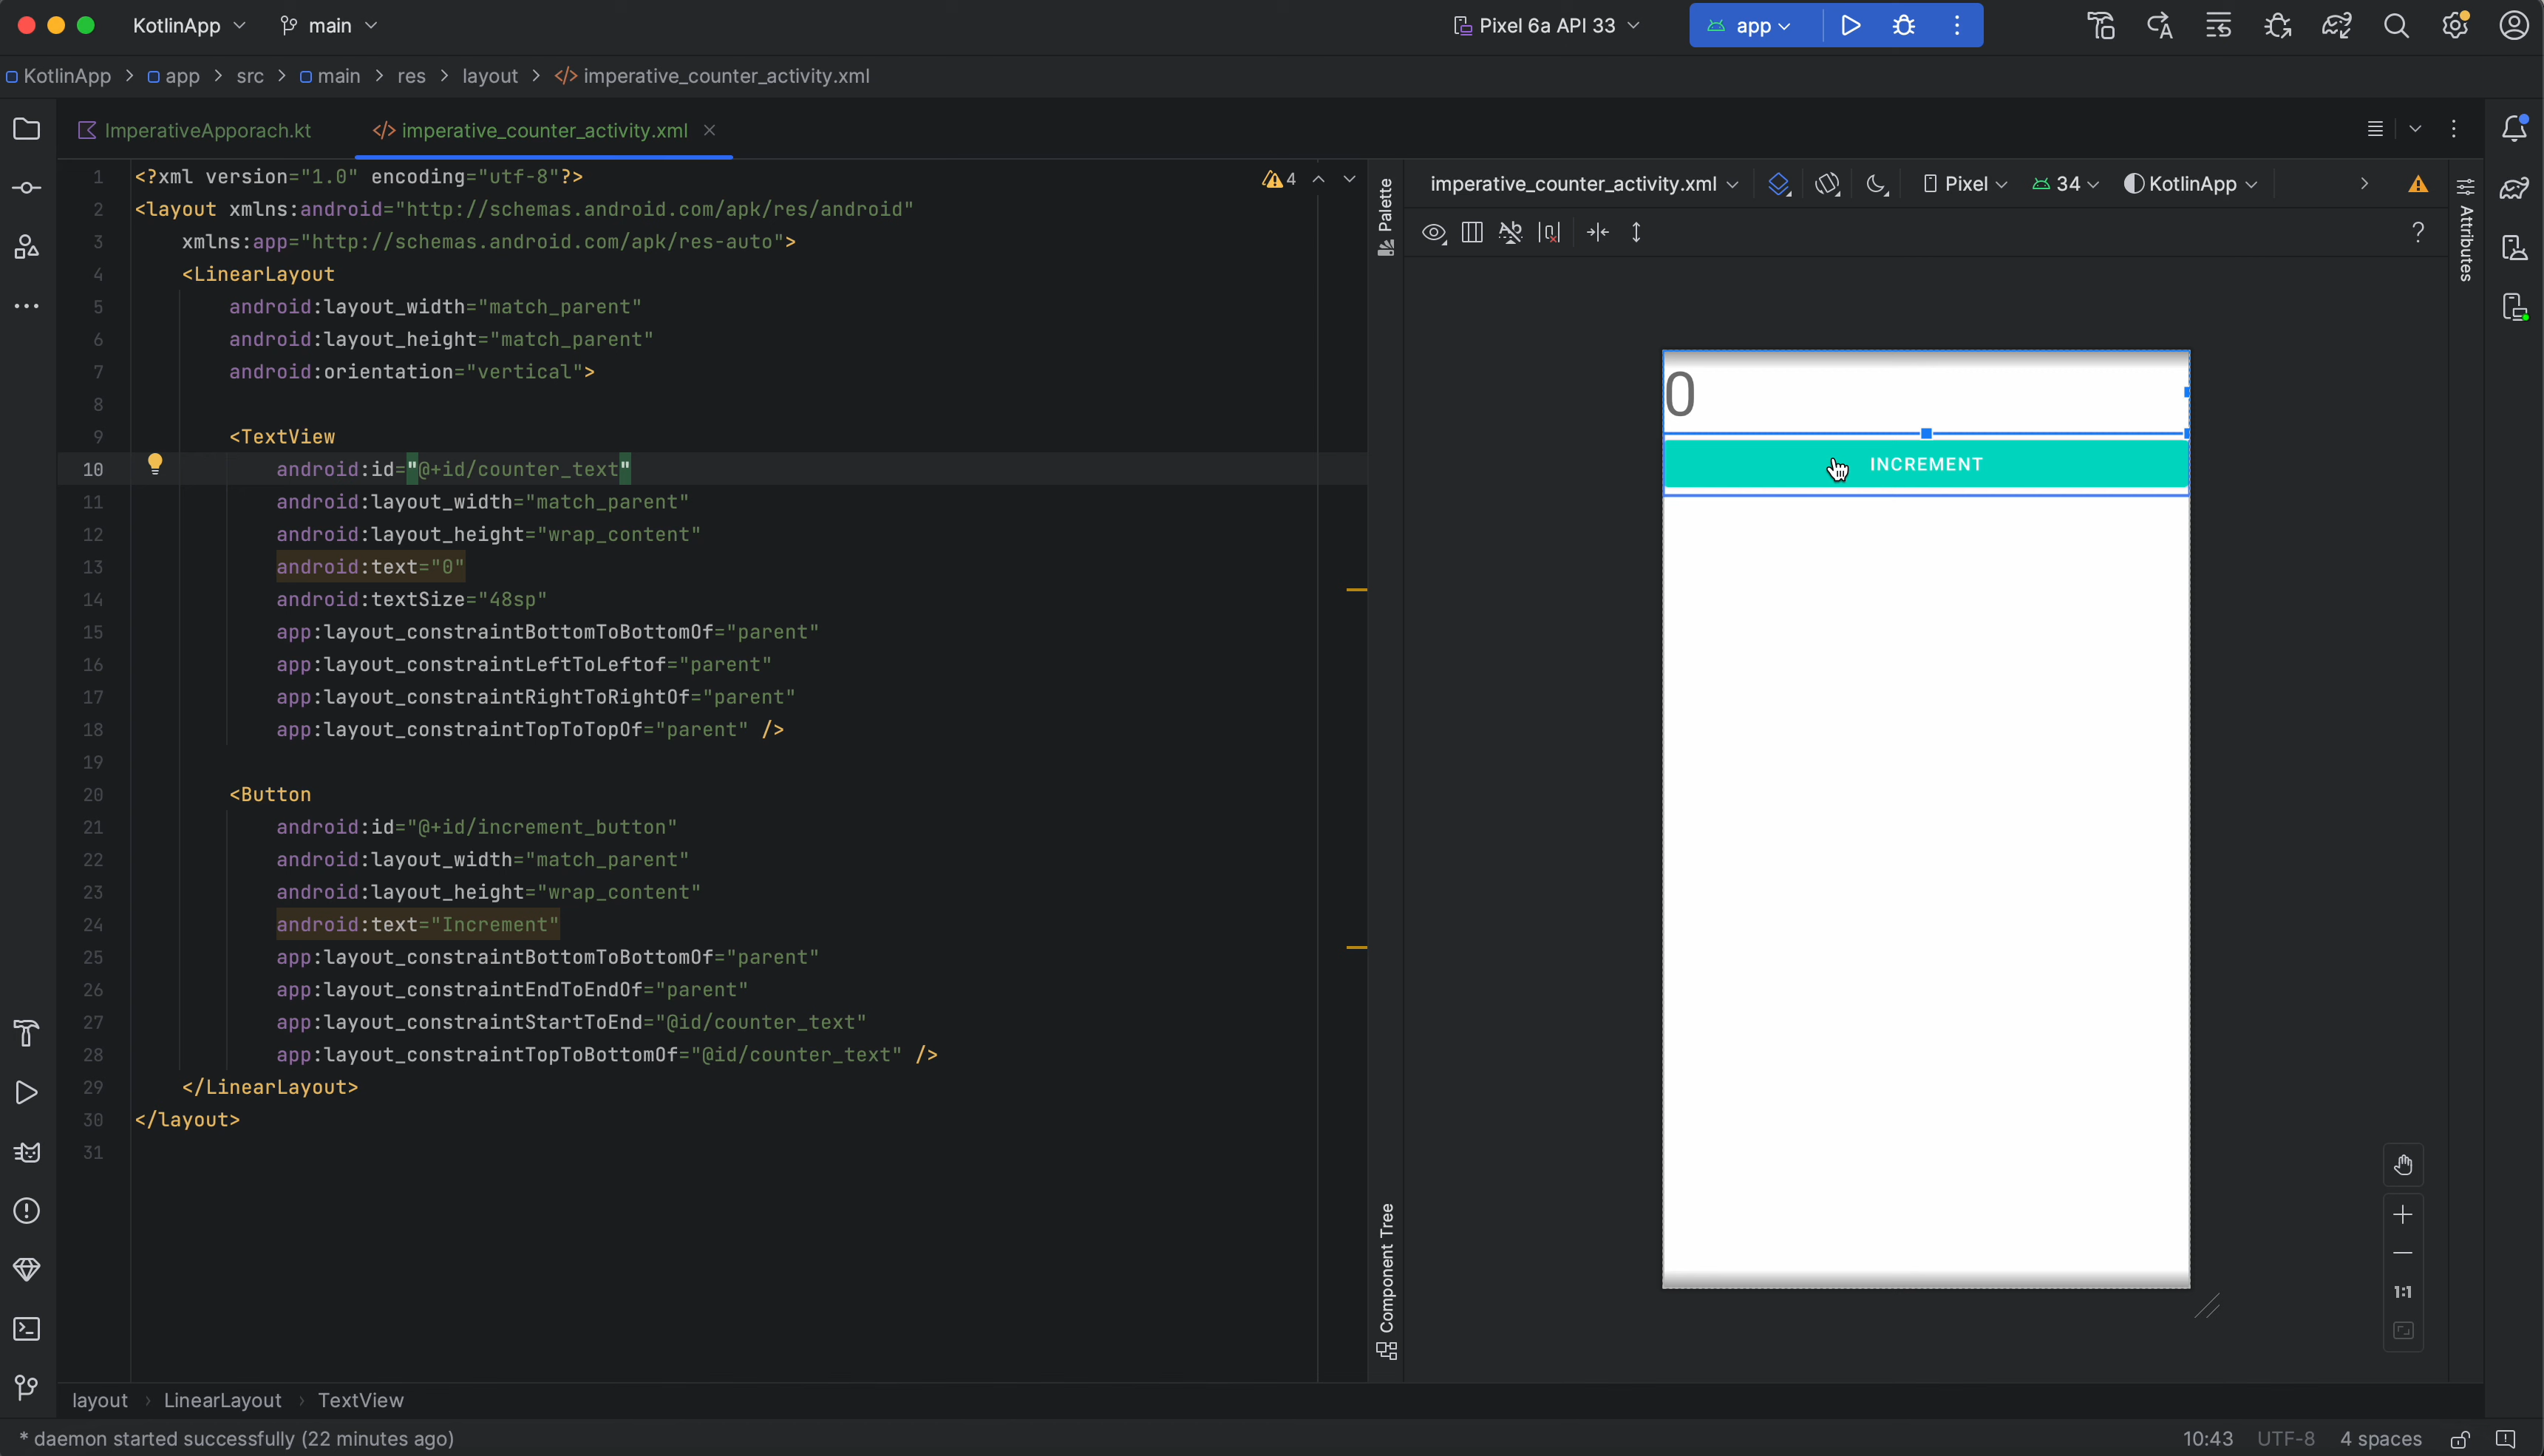 KotlinApp main Pixel 6a API 33 app
KotlinApp > app > src > main > res > layout > </> imperative_counter_activity.xml
ImperativeApporach.kt </> imperative_counter_activity.xml
1 <?xml version="1.0" encoding="utf-8"?>
2 <layout xmlns:android="http://schemas.android.com/apk/res/android"
3 xmlns:app="http://schemas.android.com/apk/res-auto">
4 <LinearLayout
5 android:layout_width="match_parent"
6 android:layout_height="match_parent"
7 android:orientation="vertical">
8
9 <TextView
10 android:id="@+id/counter_text"
11 android:layout_width="match_parent"
12 android:layout_height="wrap_content"
13 android:text="0"
14 android:textSize="48sp"
15 app:layout_constraintBottomToBottomOf="parent"
16 app:layout_constraintLeftToLeftof="parent"
17 app:layout_constraintRightToRightOf="parent"
18 app:layout_constraintTopToTopOf="parent" />
19
20 <Button
21 android:id="@+id/increment_button"
22 android:layout_width="match_parent"
23 android:layout_height="wrap_content"
24 android:text="Increment"
25 app:layout_constraintBottomToBottomOf="parent"
26 app:layout_constraintEndToEndOf="parent"
27 app:layout_constraintStartToEnd="@id/counter_text"
28 app:layout_constraintTopToBottomOf="@id/counter_text" />
29 </LinearLayout>
30 </layout>
31
4
Palette
Component Tree
imperative_counter_activity.xml Pixel 34 KotlinApp
?
Attributes
0
INCREMENT
1:1
layout > LinearLayout > TextView
* daemon started successfully (22 minutes ago) 10:43 UTF-8 4 spaces